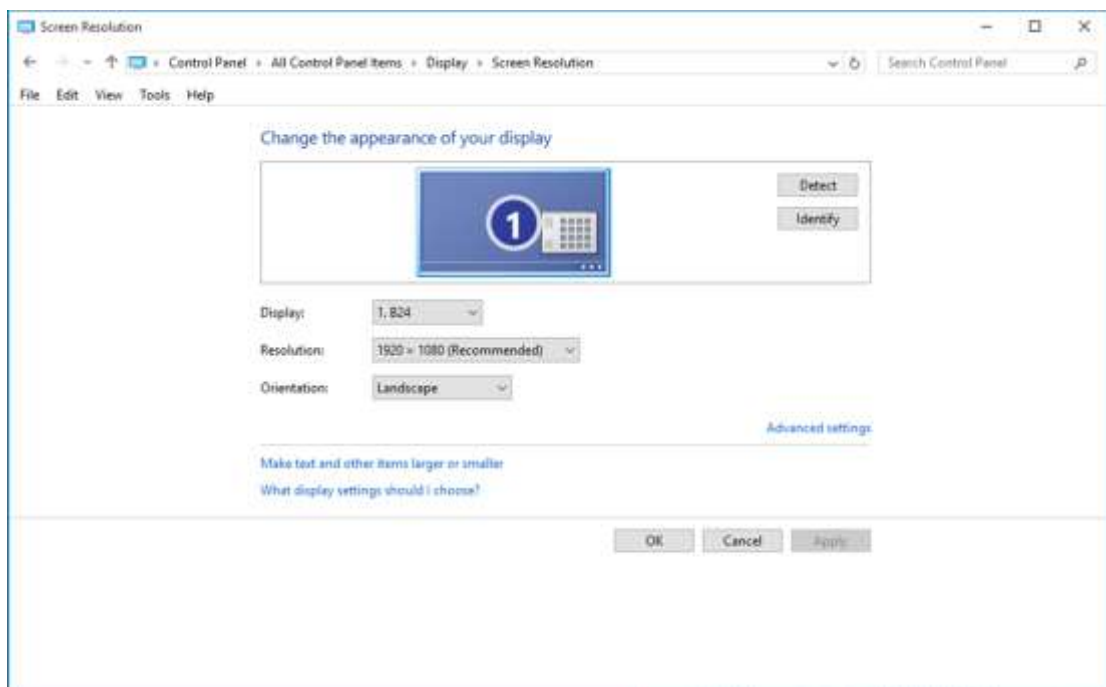 Screen Resolution
Control Panel › All Control Panel Items › Display › Screen Resolution
Search Control Panel
File Edit View Tools Help
Change the appearance of your display
1
Detect
Identify
Display: 1. B24
Resolution: 1920 × 1080 (Recommended)
Orientation: Landscape
Advanced settings
Make text and other items larger or smaller
What display settings should I choose?
OK Cancel Apply